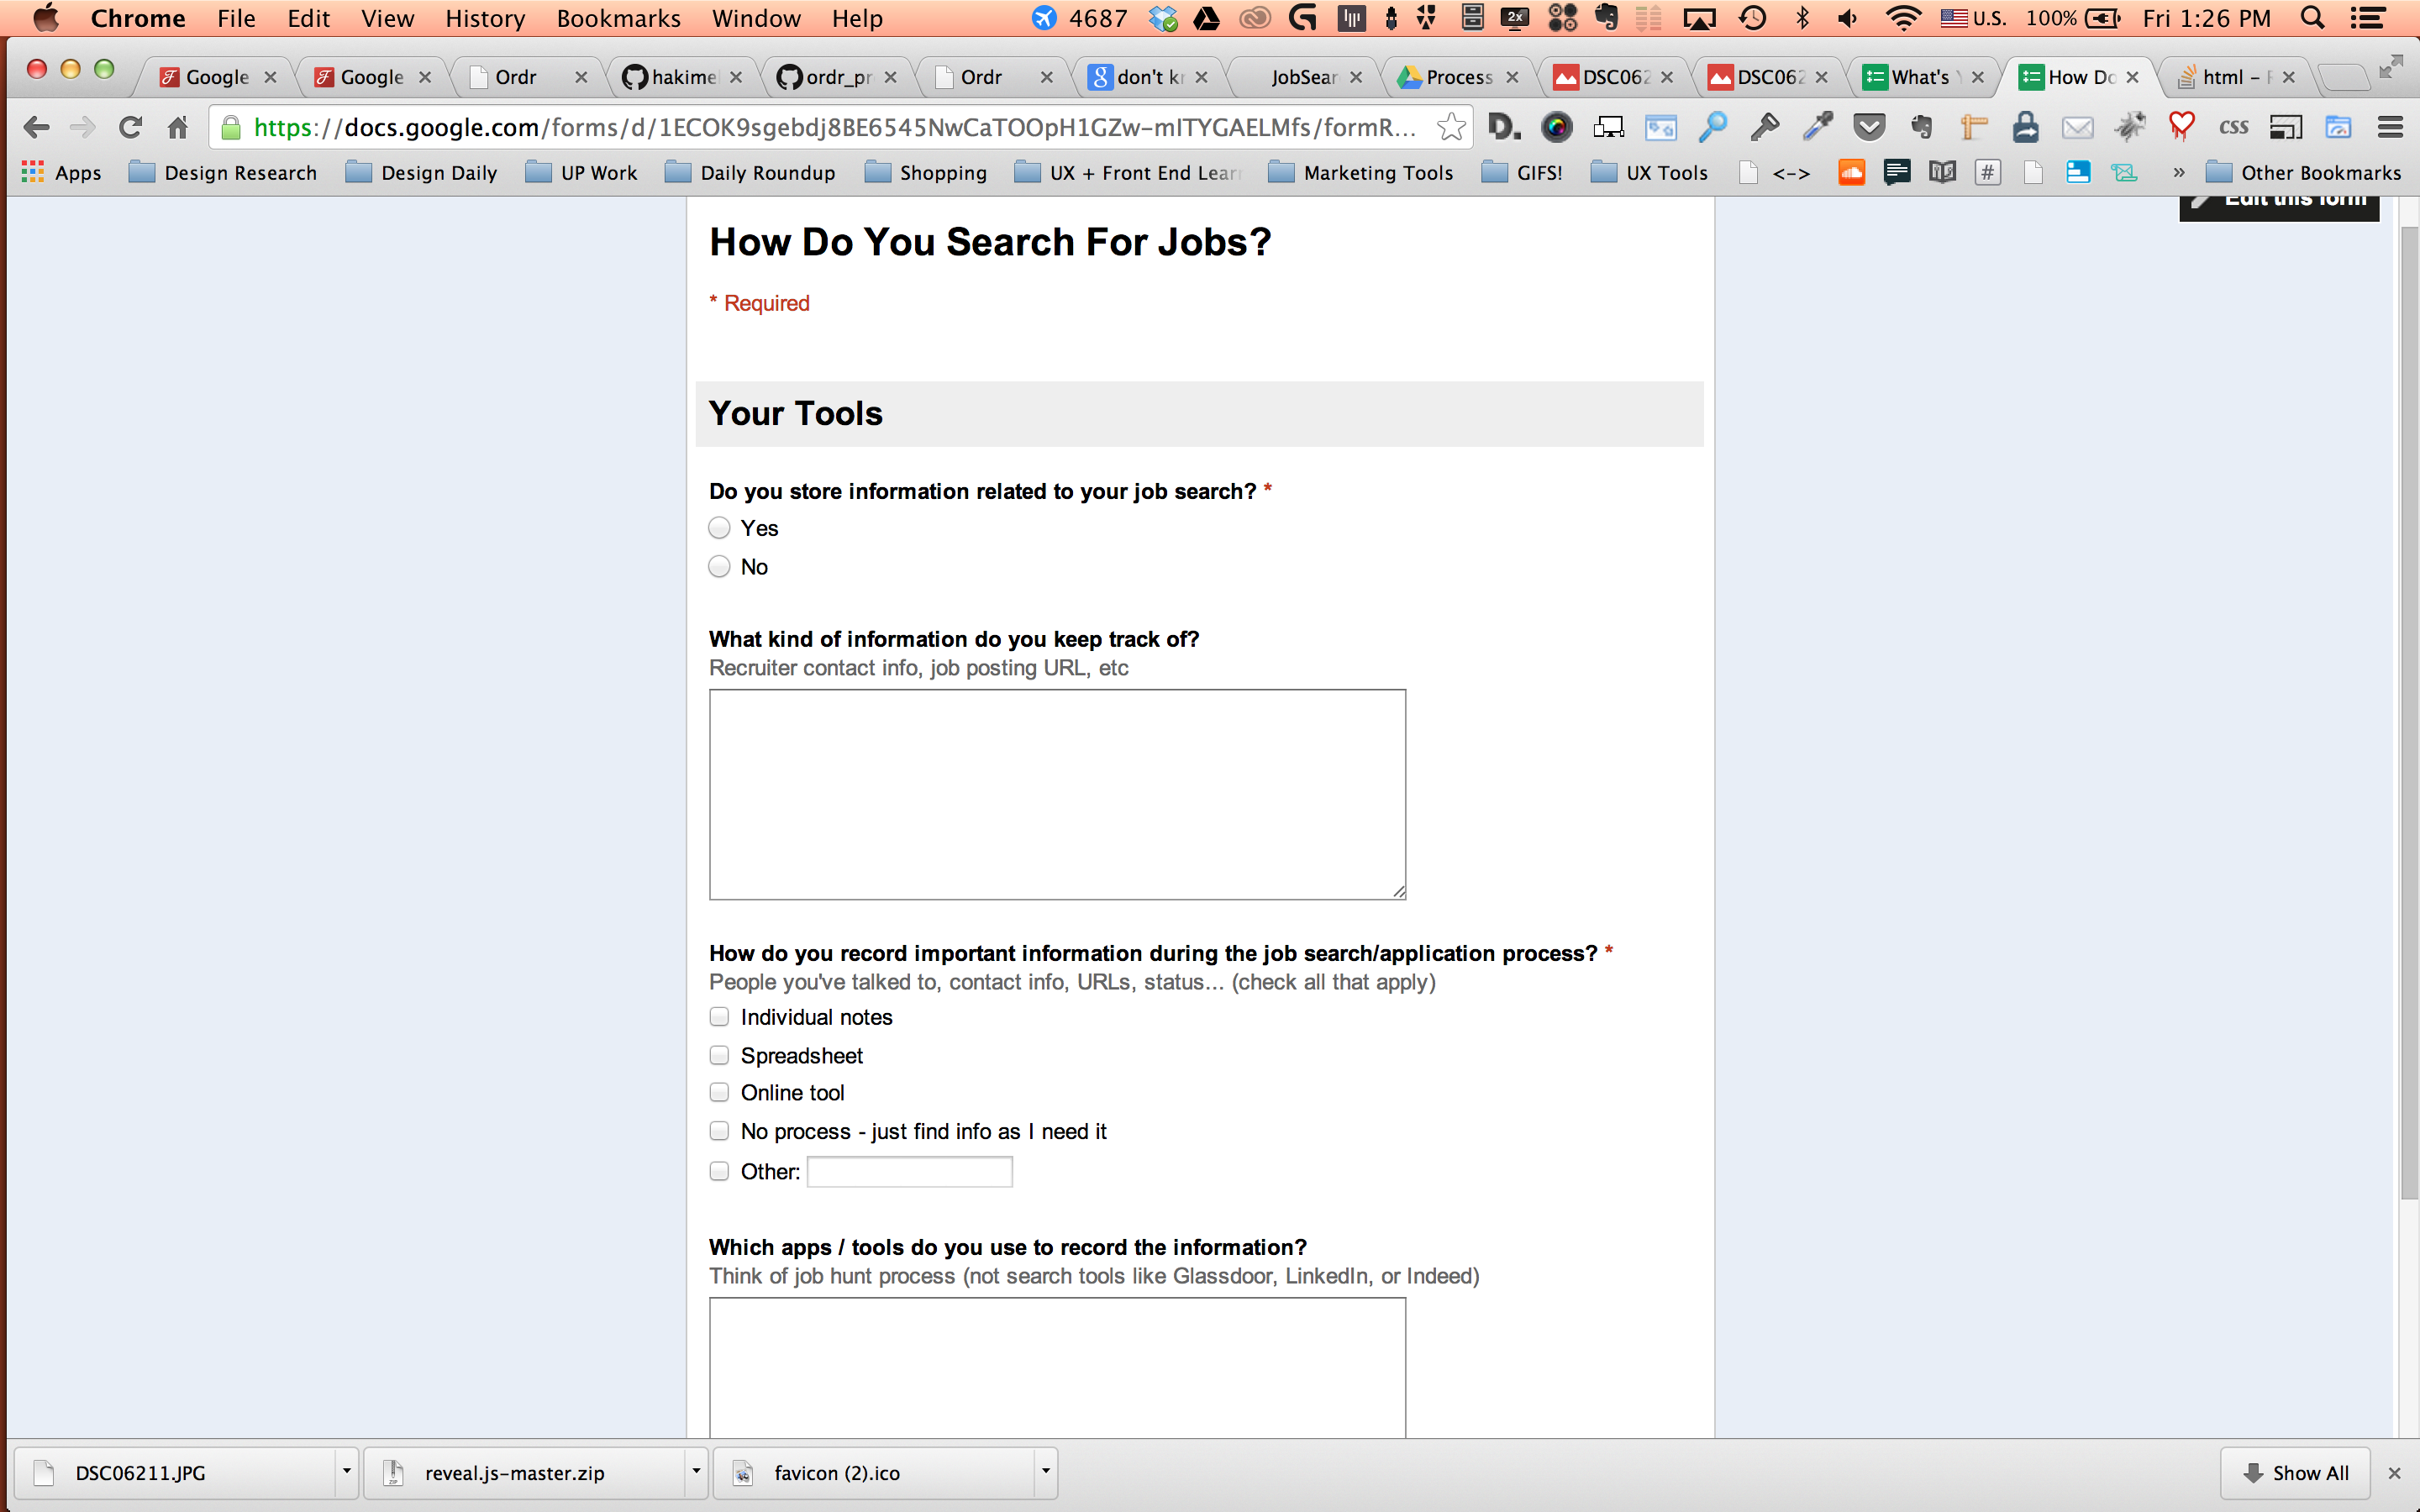 Chrome File Edit View History Bookmarks Window Help 4687 2x U.S. 100% Fri 1:26 PM
Google Google Ordr hakime ordr_pr Ordr don't k JobSear Process DSC062 DSC062 What's How Do html -
https://docs.google.com/forms/d/1ECOK9sgebdj8BE6545NwCaTOOpH1GZw-mITYGAELMfs/formR... D. css
Apps Design Research Design Daily UP Work Daily Roundup Shopping UX + Front End Lear Marketing Tools GIFS! UX Tools <-> # » Other Bookmarks
Edit this form
How Do You Search For Jobs?
* Required
Your Tools
Do you store information related to your job search? *
Yes
No
What kind of information do you keep track of?
Recruiter contact info, job posting URL, etc
How do you record important information during the job search/application process? *
People you've talked to, contact info, URLs, status... (check all that apply)
Individual notes
Spreadsheet
Online tool
No process - just find info as I need it
Other:
Which apps / tools do you use to record the information?
Think of job hunt process (not search tools like Glassdoor, LinkedIn, or Indeed)
DSC06211.JPG reveal.js-master.zip favicon (2).ico Show All